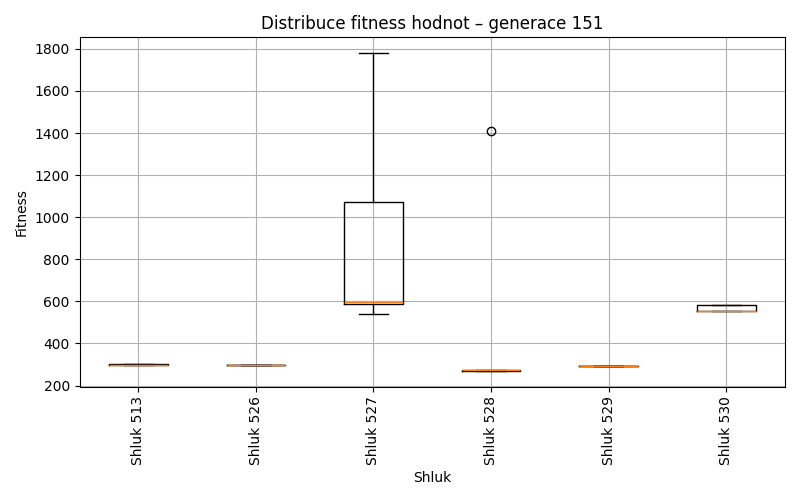 Distribuce fitness hodnot – generace 151
Fitness
1800
1600
1400
1200
1000
800
600
400
200
Shluk 513
Shluk 526
Shluk 527
Shluk 528
Shluk 529
Shluk 530
Shluk